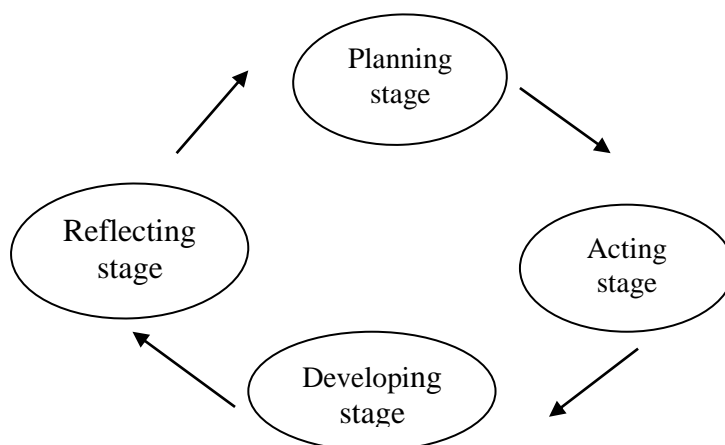 Planning
stage
Acting
stage
Developing
stage
Reflecting
stage